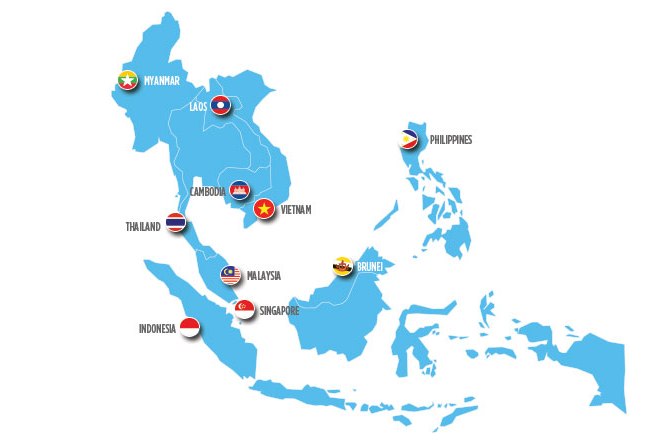 MYANMAR
LAOS
PHILIPPINES
CAMBODIA
VIETNAM
THAILAND
BRUNEI
MALAYSIA
SINGAPORE
INDONESIA